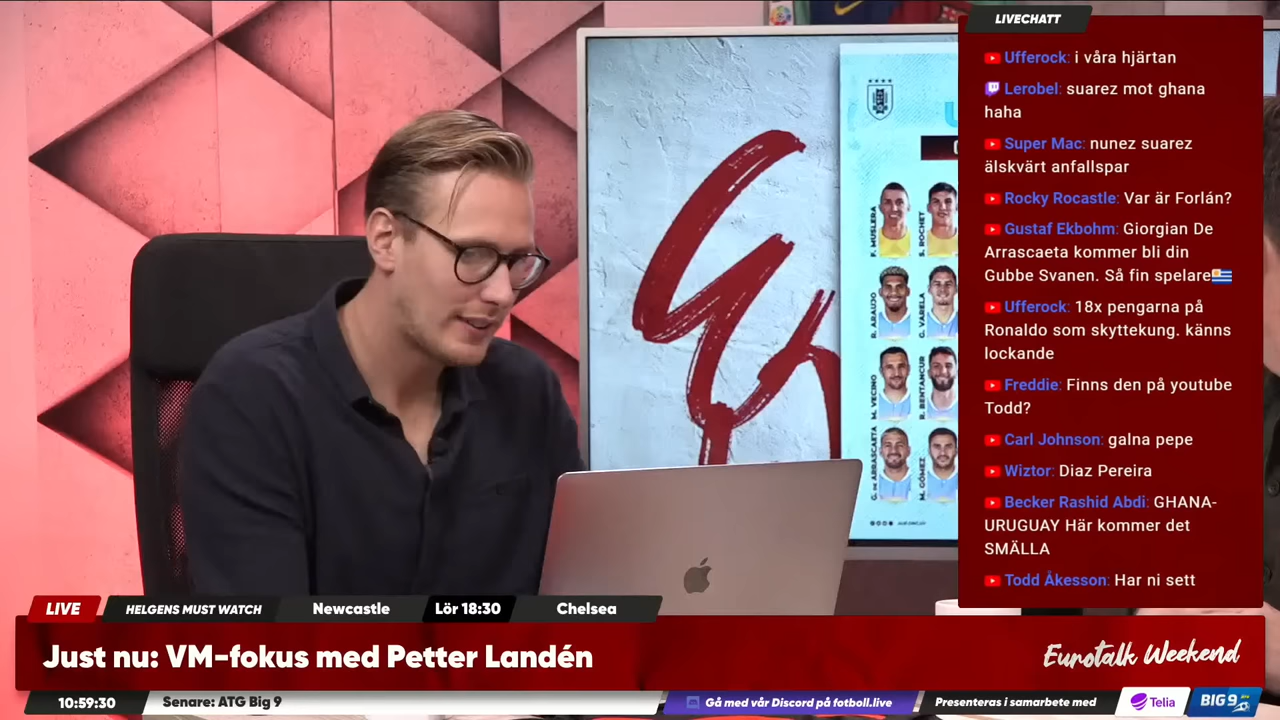 LIVECHATT
Ufferock: i våra hjärtan
Lerobel: suarez mot ghana
haha
Super Mac: nunez suarez
älskvärt anfallspar
Rocky Rocastle: Var är Forlán?
Gustaf Ekbohm: Giorgian De
Arrascaeta kommer bli din
Gubbe Svanen. Så fin spelare
Ufferock: 18x pengarna på
Ronaldo som skyttekung. känns
lockande
Freddie: Finns den på youtube
Todd?
Carl Johnson: galna pepe
Wiztor: Diaz Pereira
Becker Rashid Abdi: GHANA-
URUGUAY Här kommer det
SMÄLLA
Todd Åkesson: Har ni sett
F. MUSLERA
S. ROCHET
R. ARAUJO
G. VARELA
M. VECINO
R. BENTANCUR
G. DE ARRASCAETA
M. GÓMEZ
LIVE
HELGENS MUST WATCH
Newcastle
Lör 18:30
Chelsea
Just nu: VM-fokus med Petter Landén
Eurotalk Weekend
10:59:30
Senare: ATG Big 9
Gå med vår Discord på fotboll.live
Presenteras i samarbete med
Telia
BIG 9